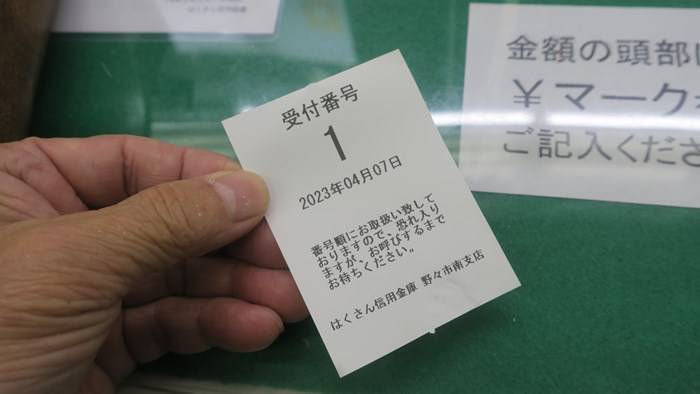 受付番号
1
2023年04月07日
番号順にお取扱い致して
おりますので、恐れ入り
ますが、お呼びするまで
お待ちください。
はくさん信用金庫 野々市南支店
金額の頭部に
￥マーク
ご記入くださ